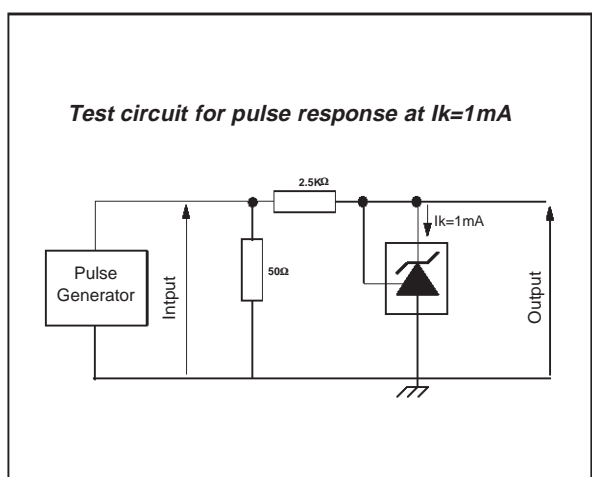 Test circuit for pulse response at Ik=1mA
2.5KΩ
Ik=1mA
Pulse
Generator
Intput
50Ω
Output